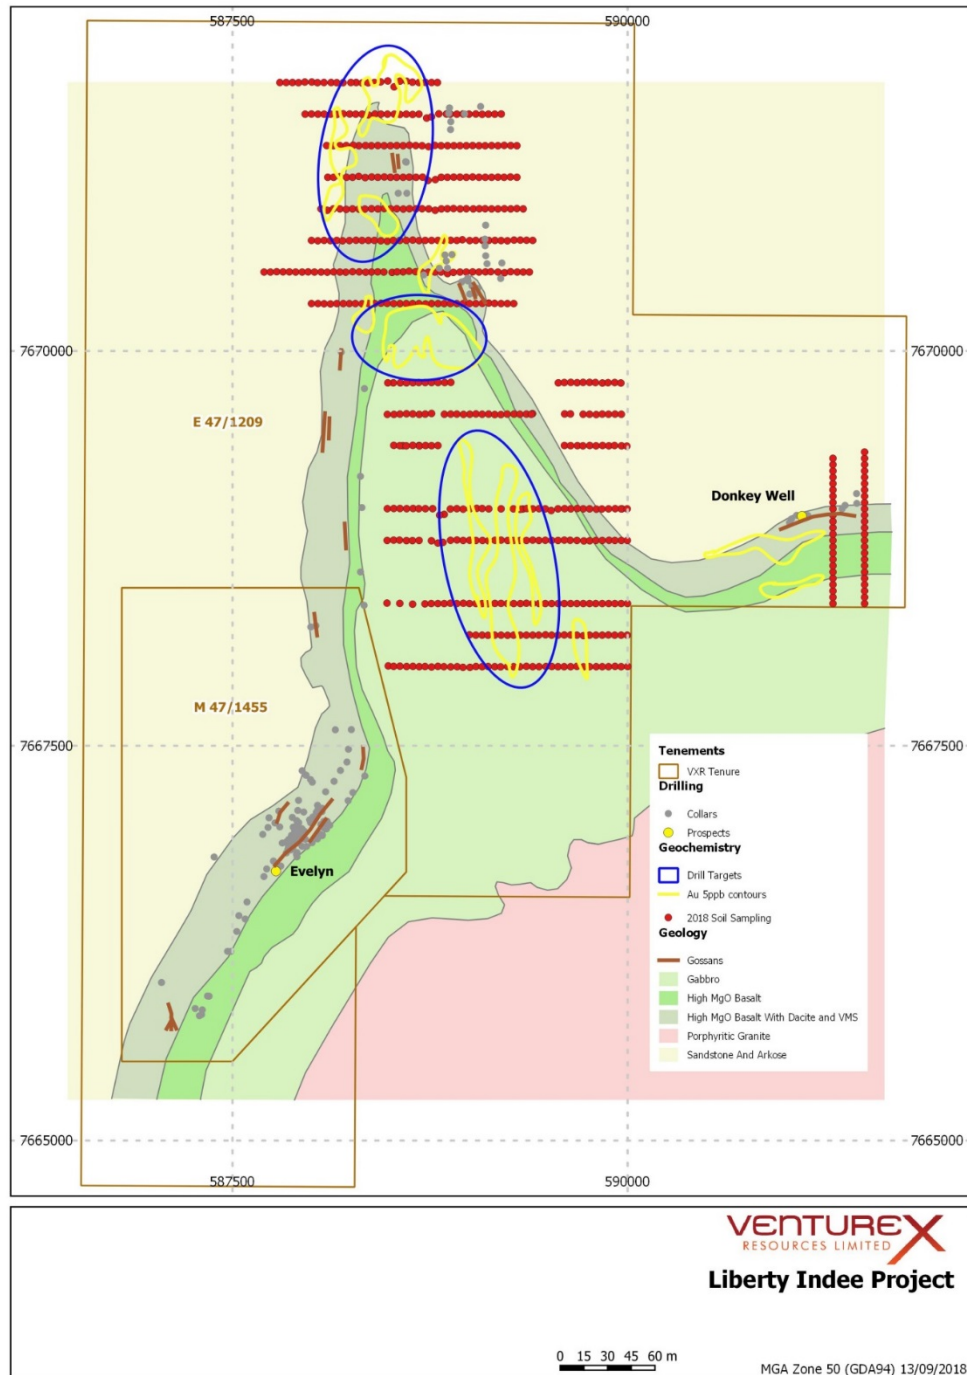 587500
590000
7670000
7670000
E 47/1209
Donkey Well
M 47/1455
7667500
7667500
Tenements
VXR Tenure
Drilling
Collars
Prospects
Geochemistry
Drill Targets
Au 5ppb contours
2018 Soil Sampling
Geology
Gossans
Gabbro
High MgO Basalt
High MgO Basalt With Dacite and VMS
Porphyritic Granite
Sandstone And Arkose
Evelyn
7665000
7665000
587500
590000
VENTUREX
RESOURCES LIMITED
Liberty Indee Project
0 15 30 45 60 m
MGA Zone 50 (GDA94) 13/09/2018